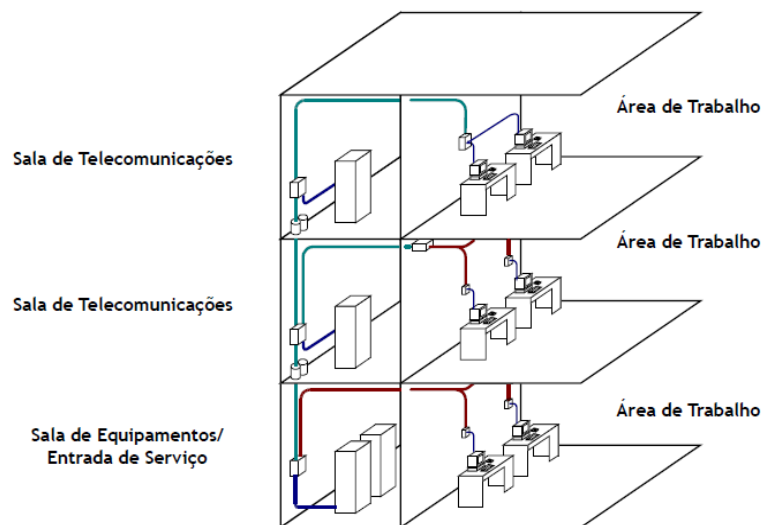 Área de Trabalho
Sala de Telecomunicações
Área de Trabalho
Sala de Telecomunicações
Área de Trabalho
Sala de Equipamentos/
Entrada de Serviço